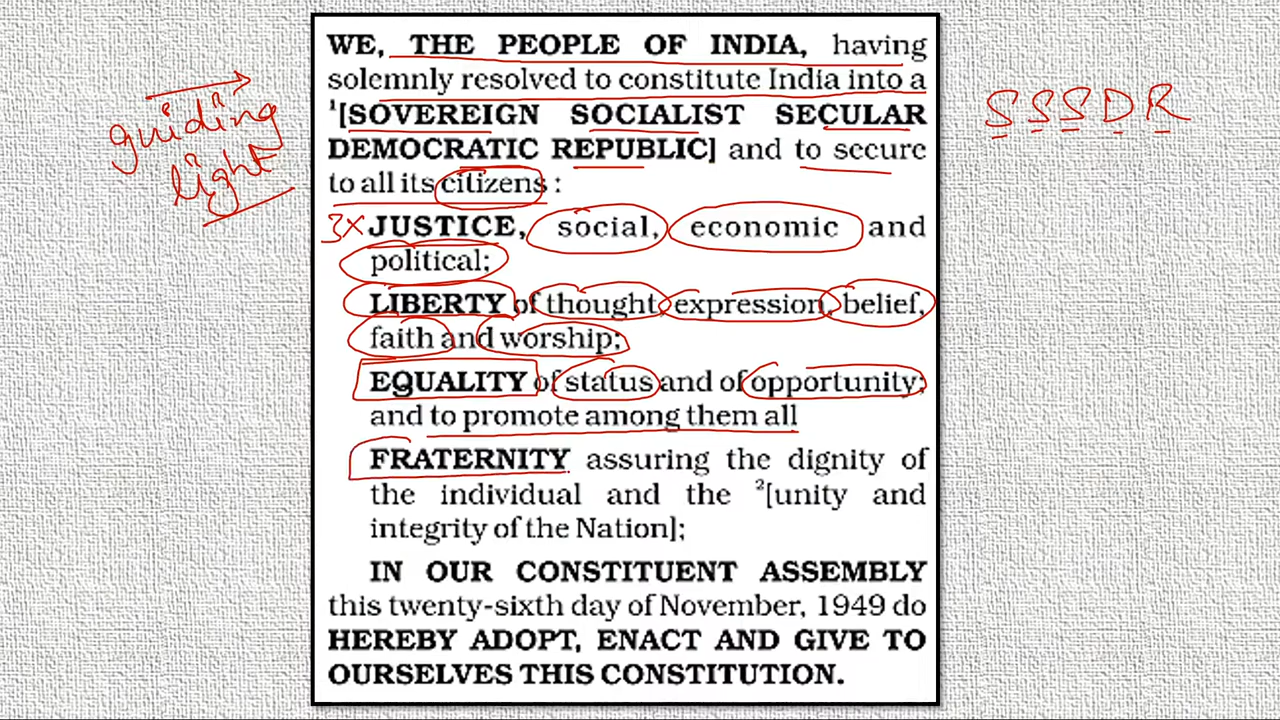 WE, THE PEOPLE OF INDIA, having
solemnly resolved to constitute India into a
¹[SOVEREIGN SOCIALIST SECULAR
DEMOCRATIC REPUBLIC] and to secure
to all its citizens :
3x JUSTICE, social, economic and
political;
LIBERTY of thought, expression, belief,
faith and worship;
EQUALITY of status and of opportunity;
and to promote among them all
FRATERNITY assuring the dignity of
the individual and the ²[unity and
integrity of the Nation];
IN OUR CONSTITUENT ASSEMBLY
this twenty-sixth day of November, 1949 do
HEREBY ADOPT, ENACT AND GIVE TO
OURSELVES THIS CONSTITUTION.
guiding
light
S S S D R